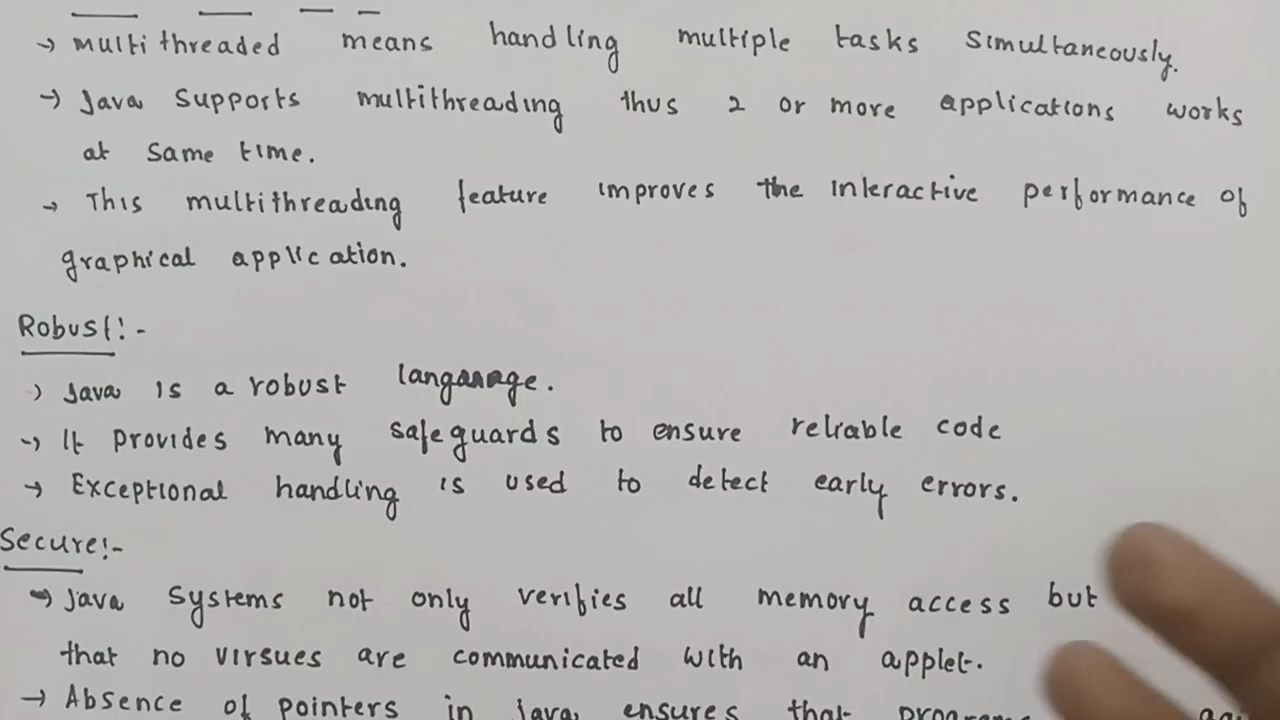 → multi threaded means handling multiple tasks simultaneously.
→ Java supports multithreading thus 2 or more applications works
at same time.
→ This multithreading feature improves the interactive performance of
graphical application.
Robust:-
→ Java is a robust language.
→ It provides many safeguards to ensure reliable code
→ Exceptional handling is used to detect early errors.
Secure:-
→ Java systems not only verifies all memory access but
that no virsues are communicated with an applet.
→ Absence of pointers in Java ensures that